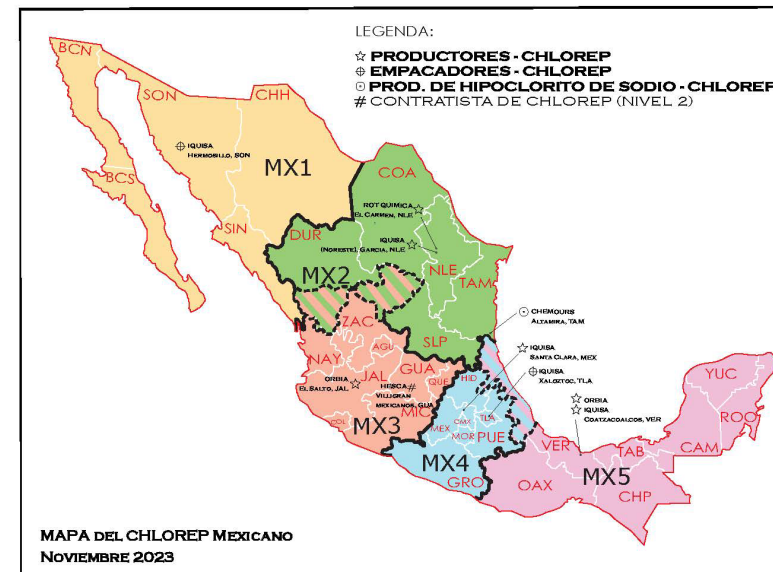 LEGENDA:
☆ PRODUCTORES - CHLOREP
⊕ EMPACADORES - CHLOREP
⊙ PROD. DE HIPOCLORITO DE SODIO - CHLOREP
# CONTRATISTA DE CHLOREP (NIVEL 2)
BCN
SON
CHH
IQUISA
HERMOSILLO, SON
MX1
BCS
COA
SIN
DUR
ROT QUIMICA
EL CARMEN, NLE
IQUISA
(NORESTE), GARCIA, NLE
MX2
NLE
TAM
CHEMOURS
ALTAMIRA, TAM
N
ZAC
SLP
IQUISA
SANTA CLARA, MEX
NAY
AGU
JAL
GUA
QUE
HID
IQUISA
XALOZTOC, TLA
ORBIA
EL SALTO, JAL
HESCA #
VILLIGRAN
MEXICANOS, GUA
COL
MIC
MX3
MEX
CMX
TLA
MOR
PUE
MX4
GRO
ORBIA
IQUISA
COATZACOALCOS, VER
YUC
ROO
CAM
VER
TAB
OAX
MX5
CHP
MAPA DEL CHLOREP MEXICANO
NOVIEMBRE 2023